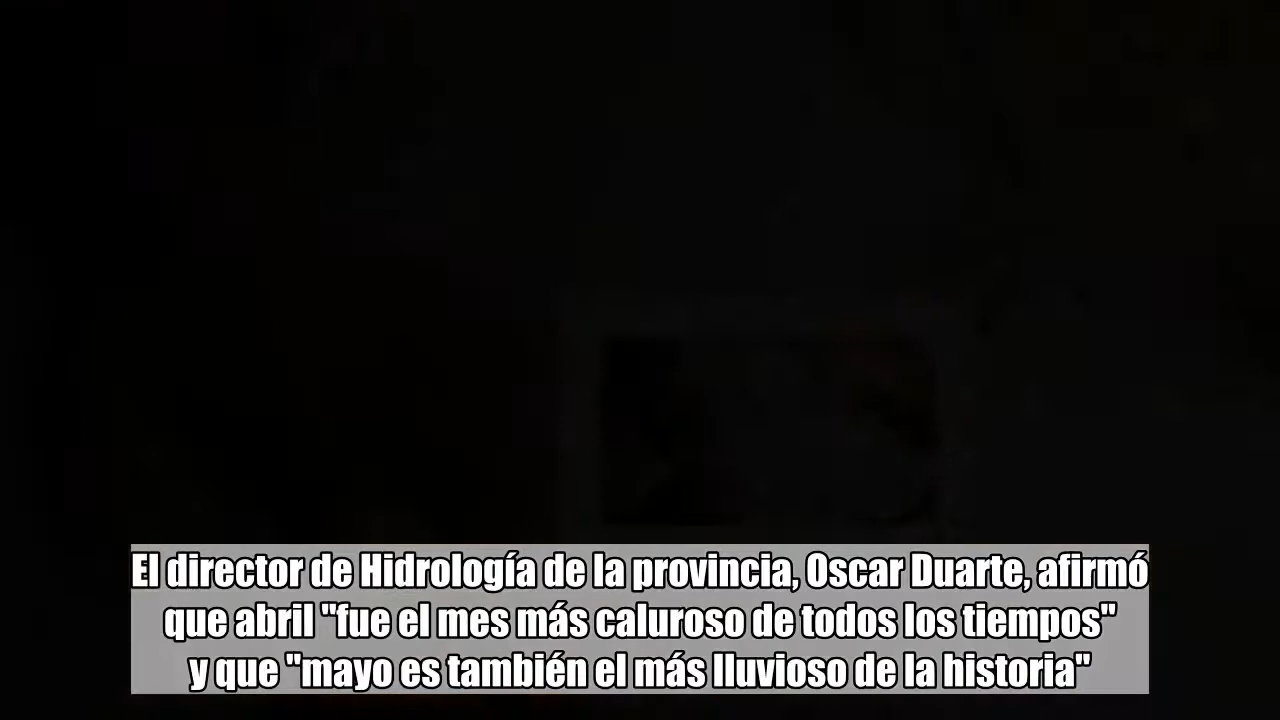 El director de Hidrología de la provincia, Oscar Duarte, afirmó
que abril "fue el mes más caluroso de todos los tiempos"
y que "mayo es también el más lluvioso de la historia"